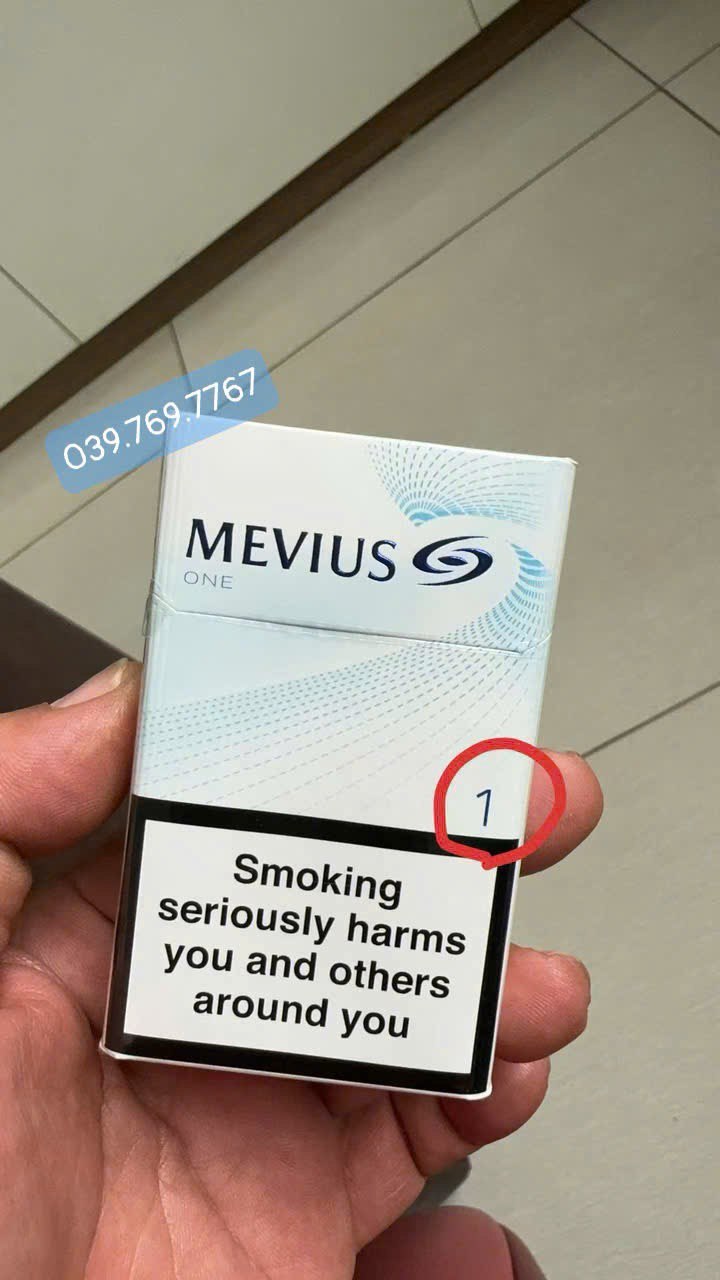 039.769.7767
MEVIUS
ONE
1
Smoking
seriously harms
you and others
around you